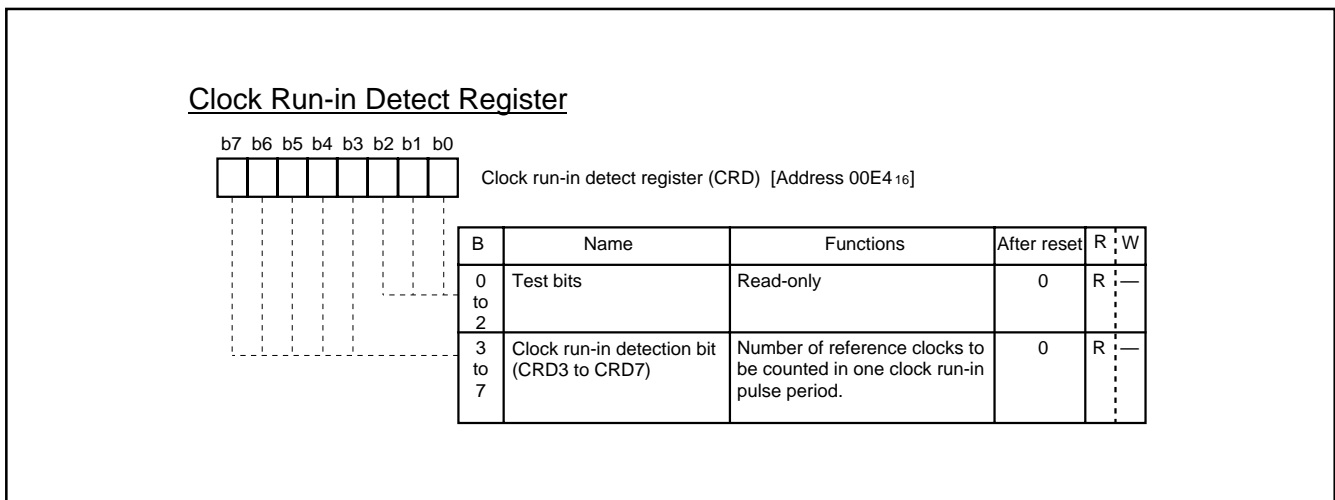 Clock Run-in Detect Register
b7 b6 b5 b4 b3 b2 b1 b0
Clock run-in detect register (CRD) [Address 00E4 16]
B Name Functions After reset R W
0 to 2 Test bits Read-only 0 R —
3 to 7 Clock run-in detection bit (CRD3 to CRD7) Number of reference clocks to be counted in one clock run-in pulse period. 0 R —